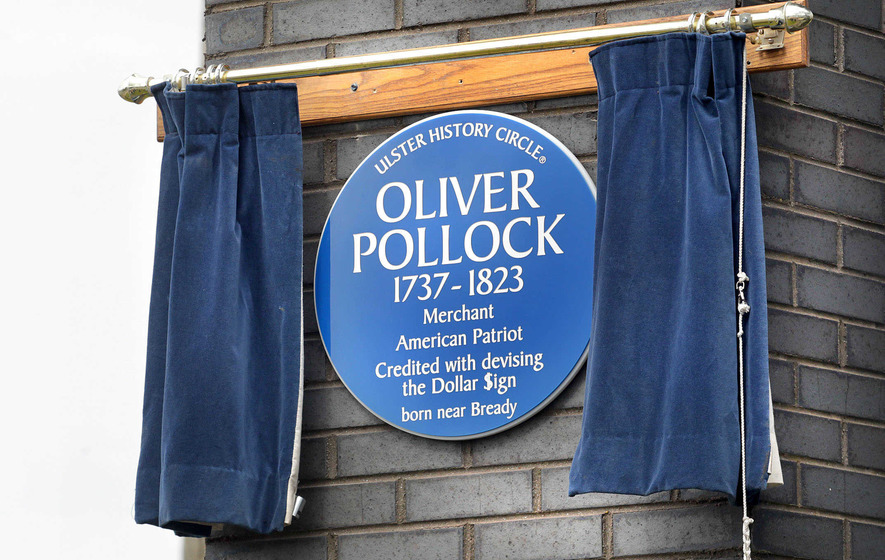 ULSTER HISTORY CIRCLE®
OLIVER
POLLOCK
1737-1823
Merchant
American Patriot
Credited with devising
the Dollar $ign
born near Bready